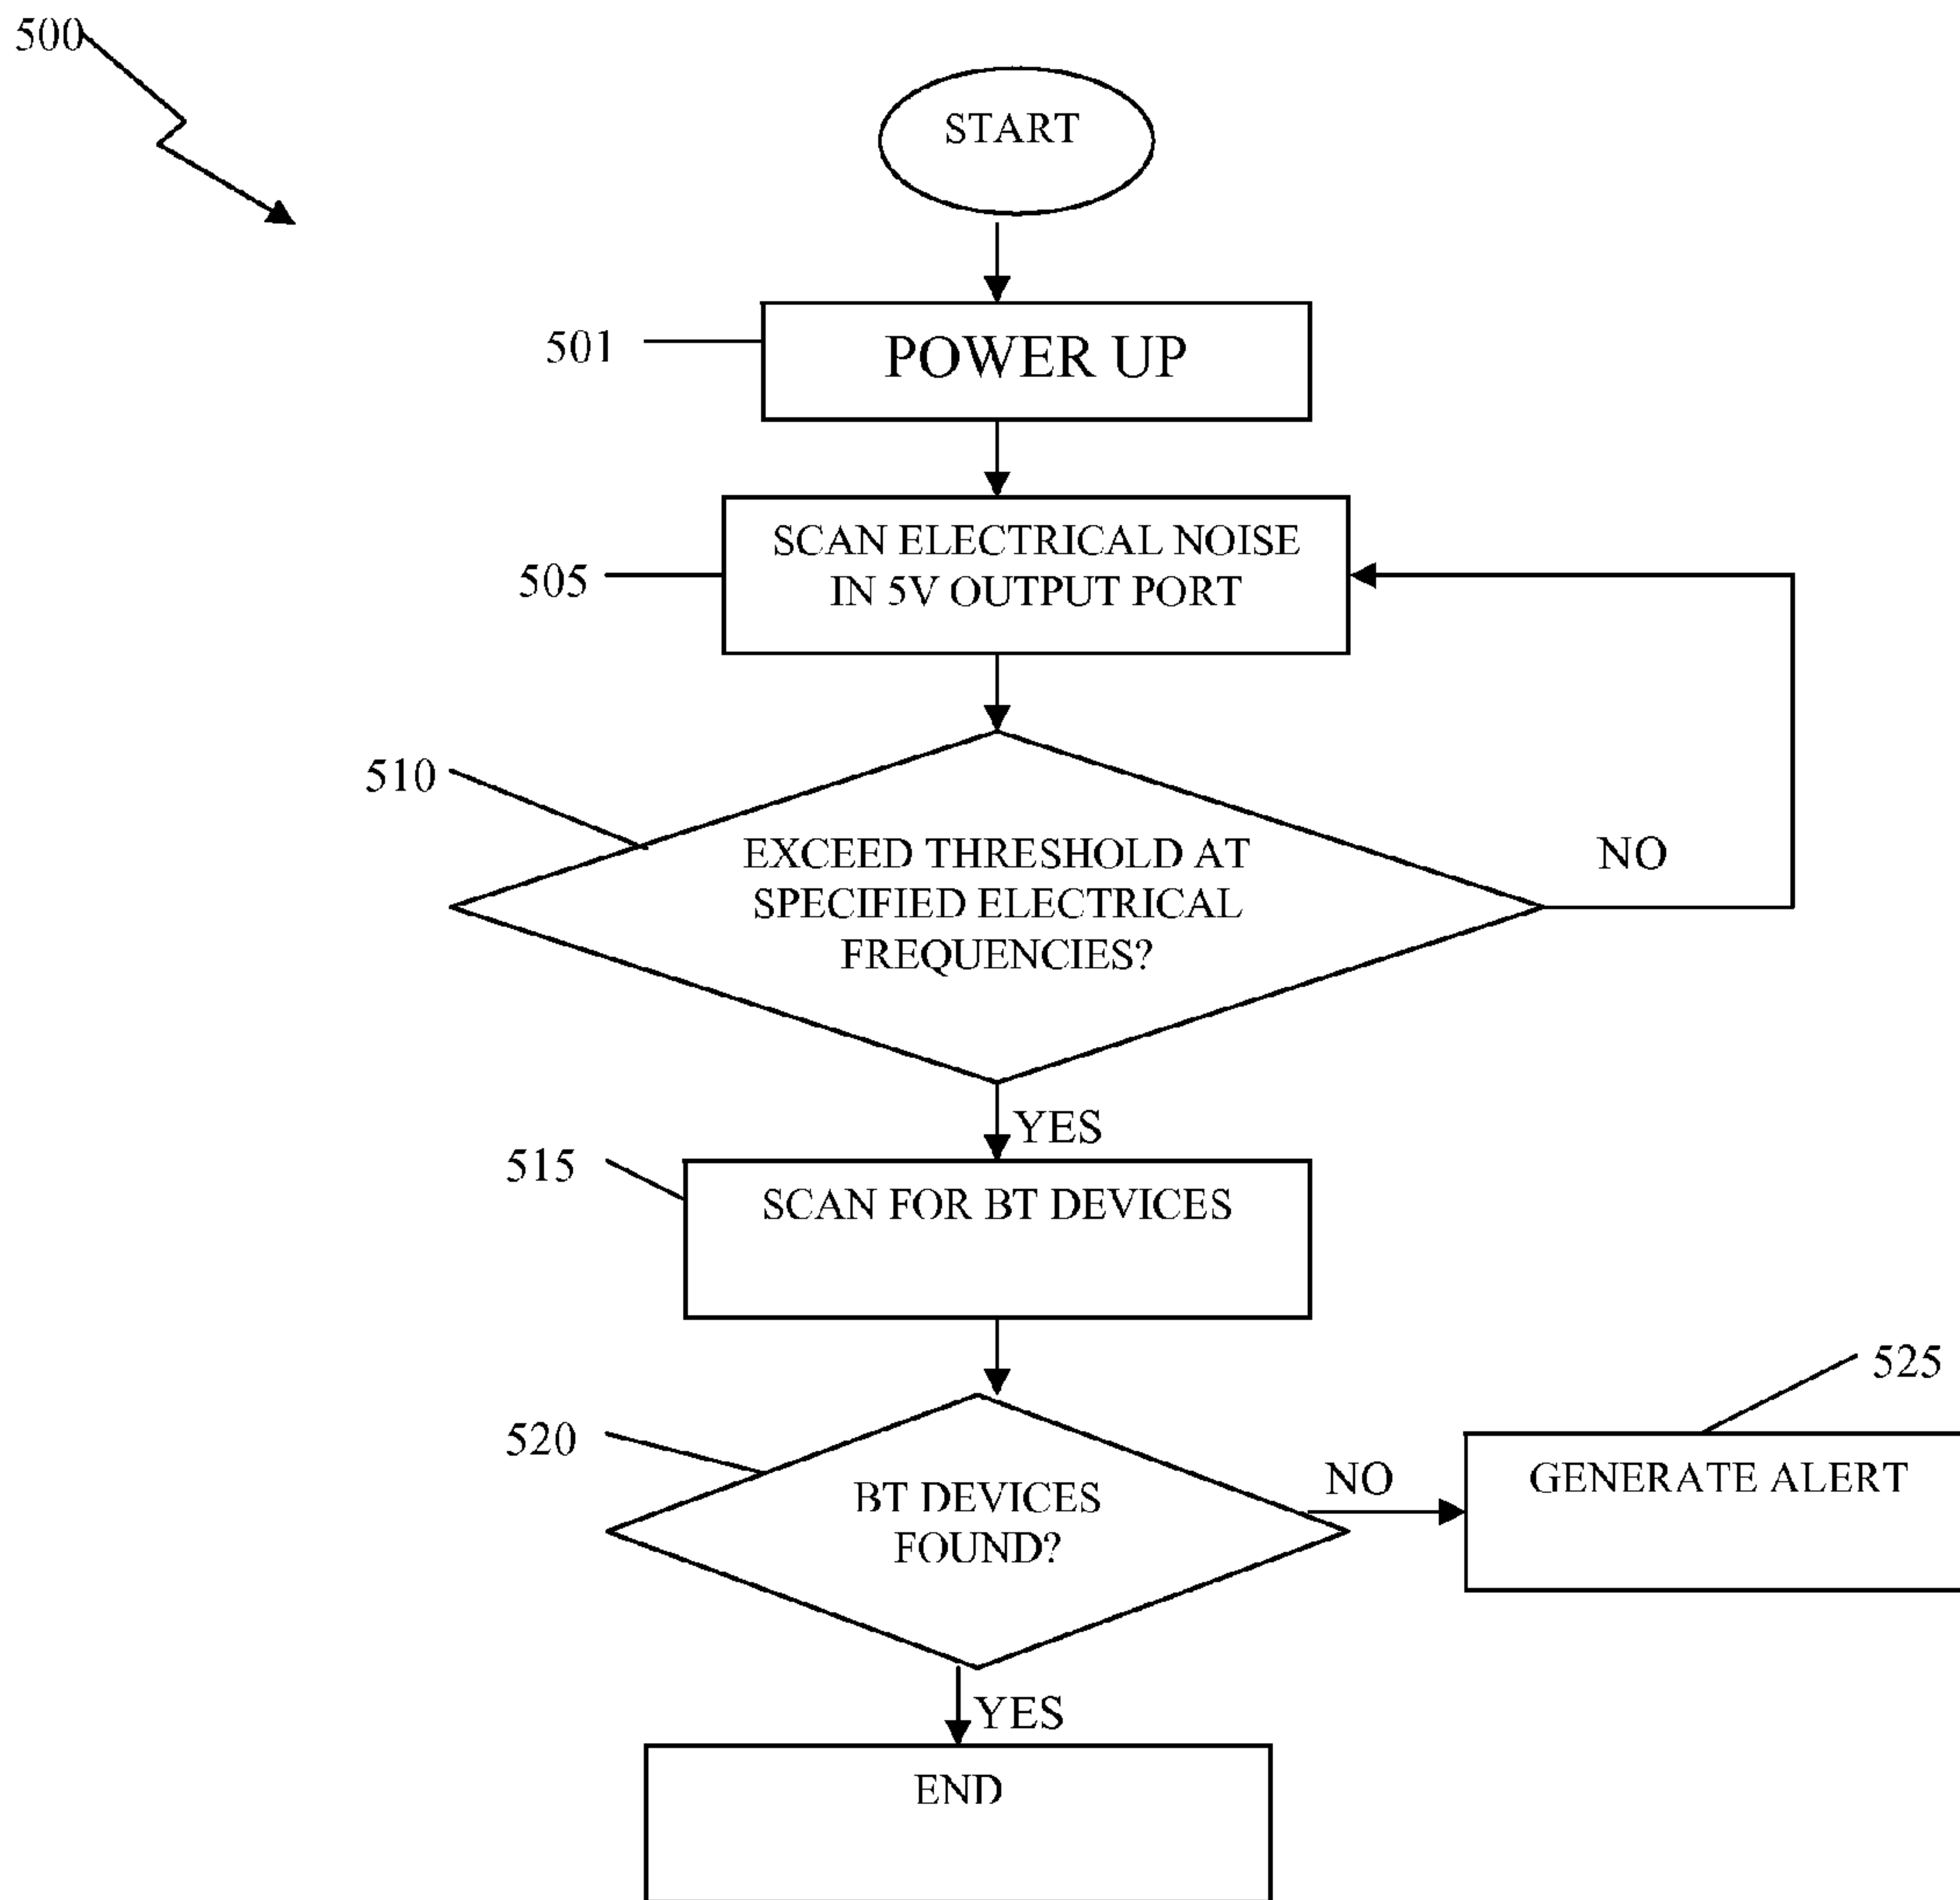 500
START
501
POWER UP
505
SCAN ELECTRICAL NOISE
IN 5V OUTPUT PORT
510
EXCEED THRESHOLD AT
SPECIFIED ELECTRICAL
FREQUENCIES?
NO
YES
515
SCAN FOR BT DEVICES
520
BT DEVICES
FOUND?
NO
525
GENERATE ALERT
YES
END